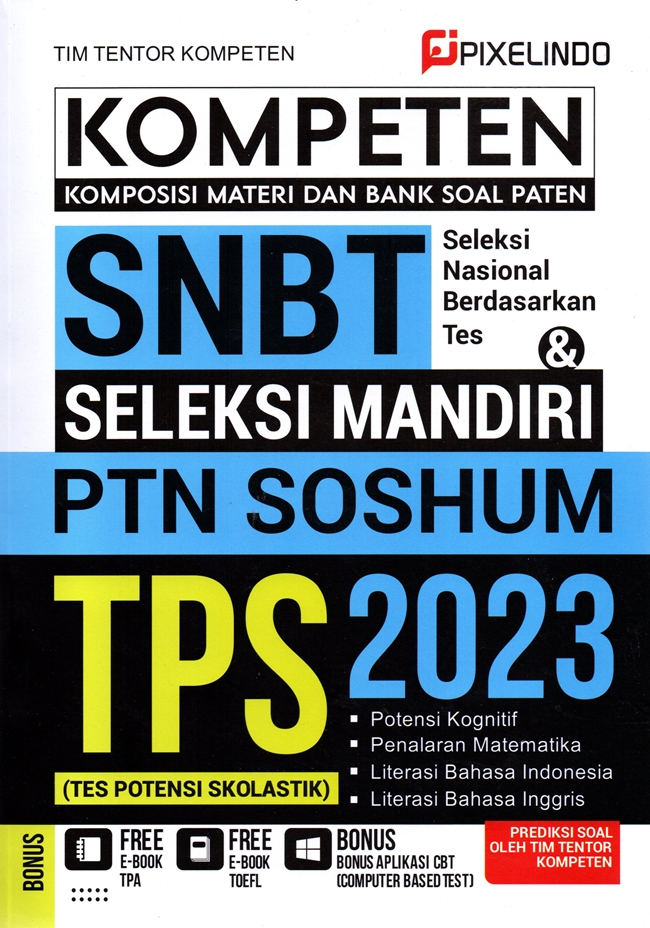 TIM TENTOR KOMPETEN
PIXELINDO
KOMPETEN
KOMPOSISI MATERI DAN BANK SOAL PATEN
SNBT
Seleksi
Nasional
Berdasarkan
Tes
&
SELEKSI MANDIRI
PTN SOSHUM
TPS
(TES POTENSI SKOLASTIK)
2023
▪ Potensi Kognitif
▪ Penalaran Matematika
▪ Literasi Bahasa Indonesia
▪ Literasi Bahasa Inggris
BONUS
FREE
E-BOOK
TPA
FREE
E-BOOK
TOEFL
BONUS
BONUS APLIKASI CBT
(COMPUTER BASED TEST)
PREDIKSI SOAL
OLEH TIM TENTOR
KOMPETEN